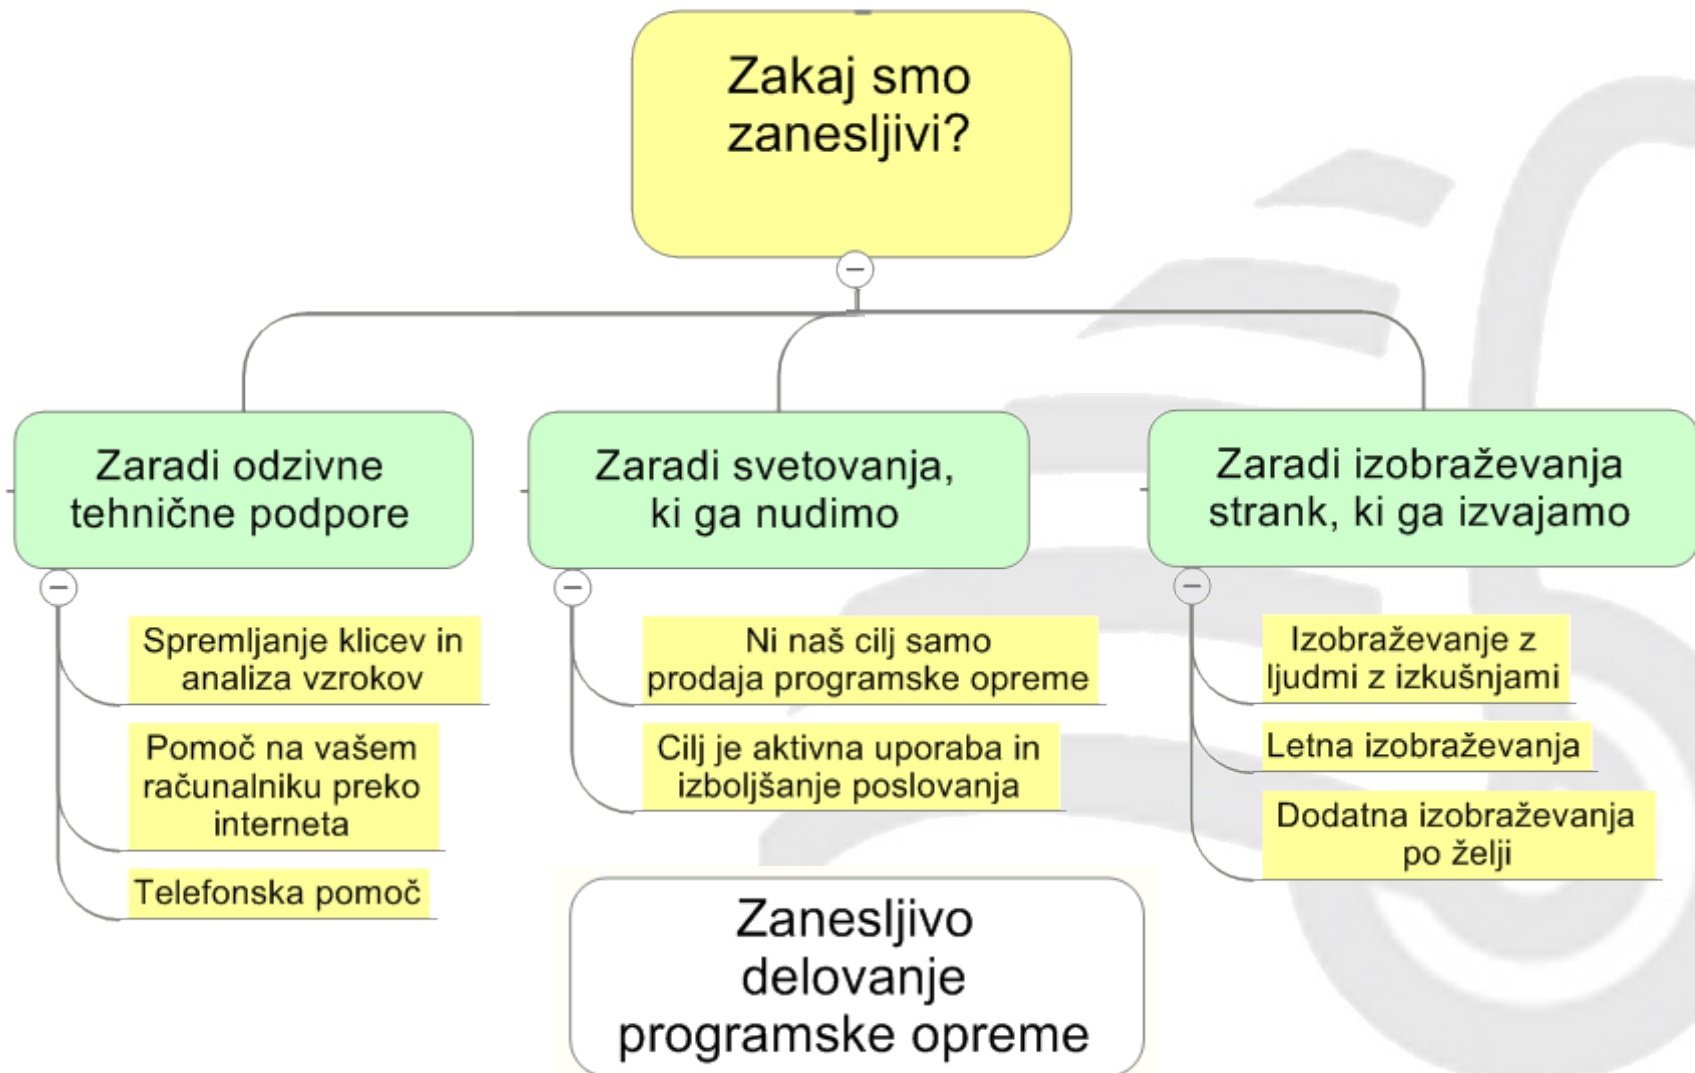 Zakaj smo
zanesljivi?
Zaradi odzivne
tehnične podpore
Spremljanje klicev in
analiza vzrokov
Pomoč na vašem
računalniku preko
interneta
Telefonska pomoč
Zaradi svetovanja,
ki ga nudimo
Ni naš cilj samo
prodaja programske opreme
Cilj je aktivna uporaba in
izboljšanje poslovanja
Zaradi izobraževanja
strank, ki ga izvajamo
Izobraževanje z
ljudmi z izkušnjami
Letna izobraževanja
Dodatna izobraževanja
po želji
Zanesljivo
delovanje
programske opreme